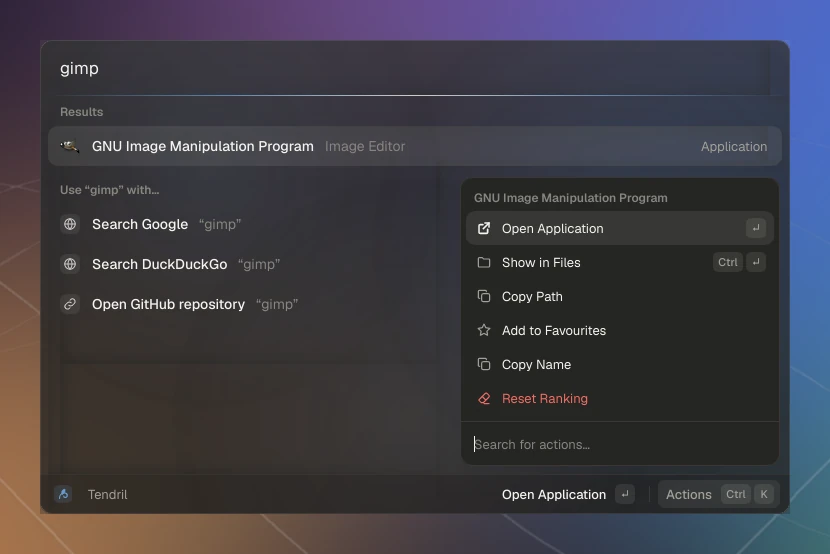 gimp
Results
GNU Image Manipulation Program Image Editor Application
Use “gimp” with...
Search Google “gimp”
Search DuckDuckGo “gimp”
Open GitHub repository “gimp”
GNU Image Manipulation Program
Open Application ↵
Show in Files Ctrl ↵
Copy Path
Add to Favourites
Copy Name
Reset Ranking
Search for actions...
Tendril Open Application ↵ Actions Ctrl K